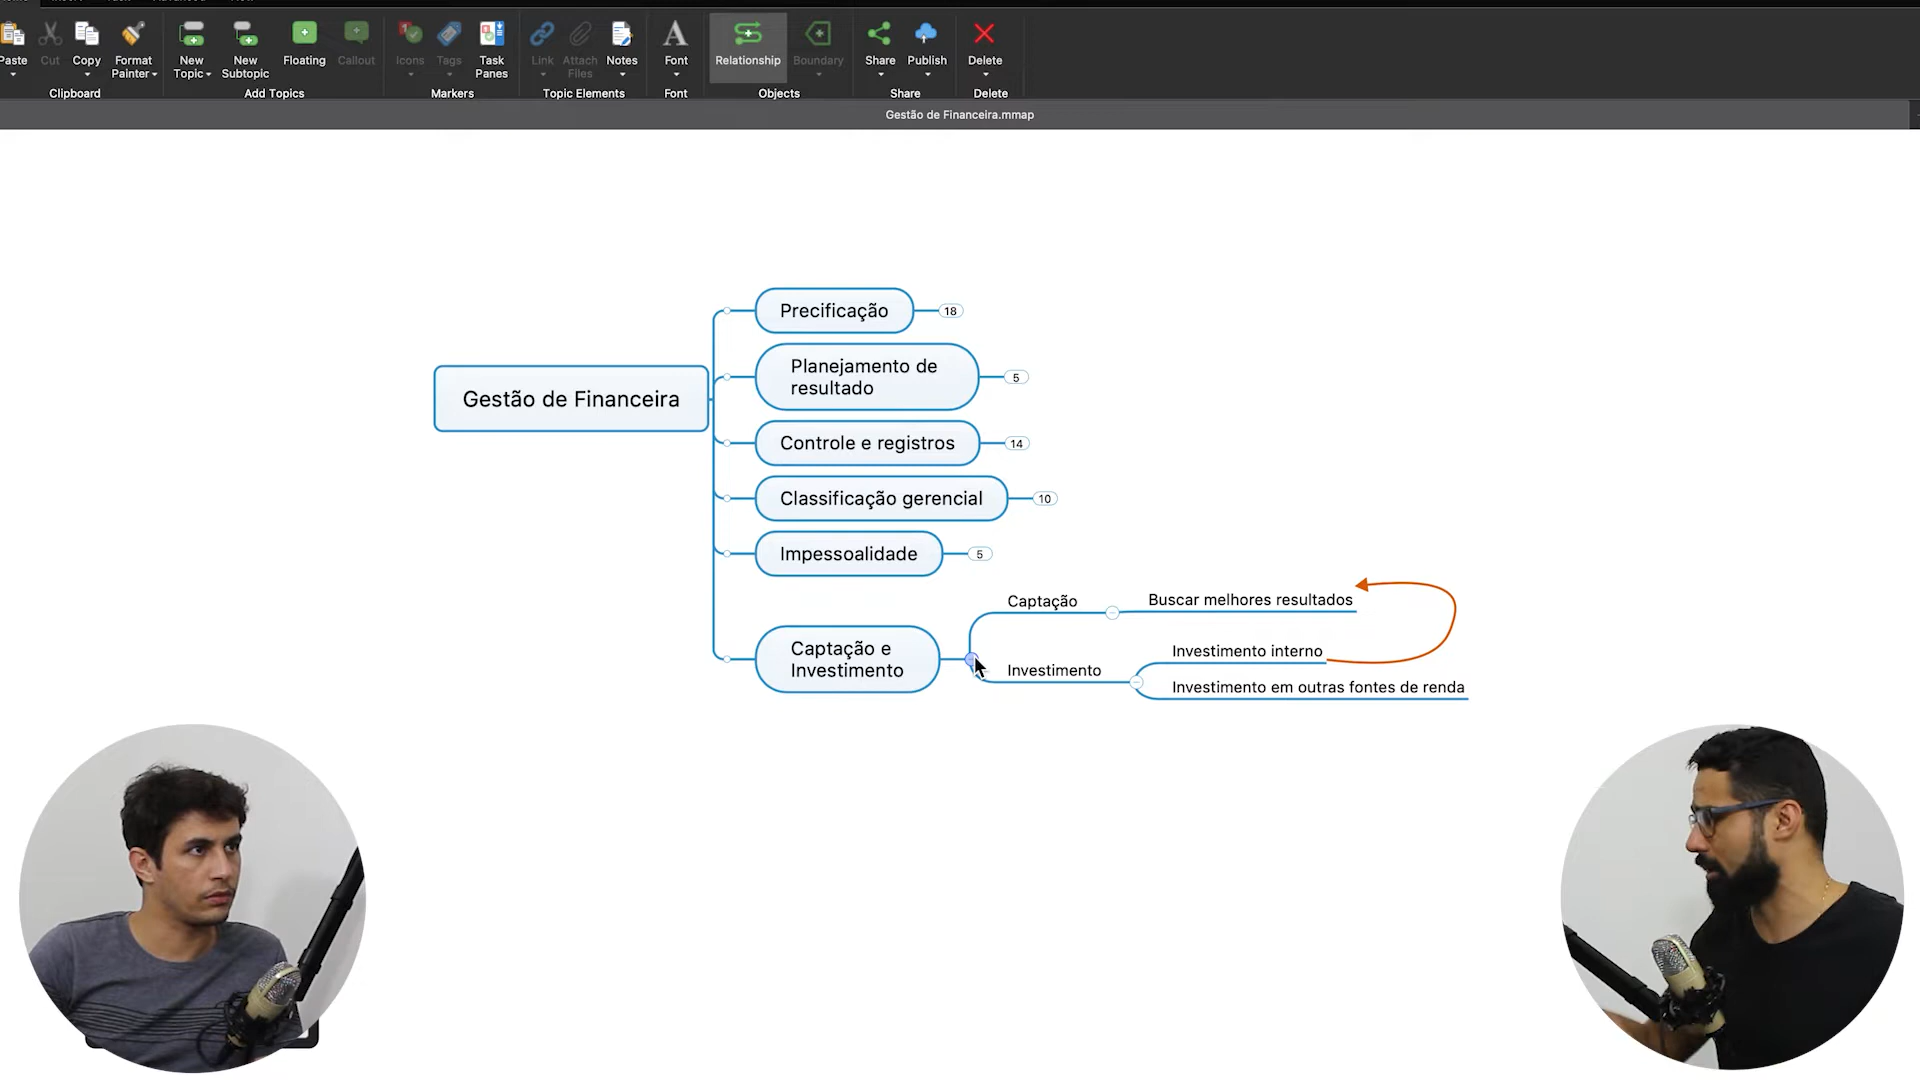 Paste
Cut
Copy
Format
Painter
New
Topic
New
Subtopic
Floating
Callout
Icons
Tags
Task
Panes
Link
Attach
Files
Notes
Font
Relationship
Boundary
Share
Publish
Delete
Clipboard
Add Topics
Markers
Topic Elements
Font
Objects
Share
Delete
Gestão de Financeira.mmap
Gestão de Financeira
Precificação
18
Planejamento de
resultado
5
Controle e registros
14
Classificação gerencial
10
Impessoalidade
5
Captação e
Investimento
Captação
Buscar melhores resultados
Investimento
Investimento interno
Investimento em outras fontes de renda